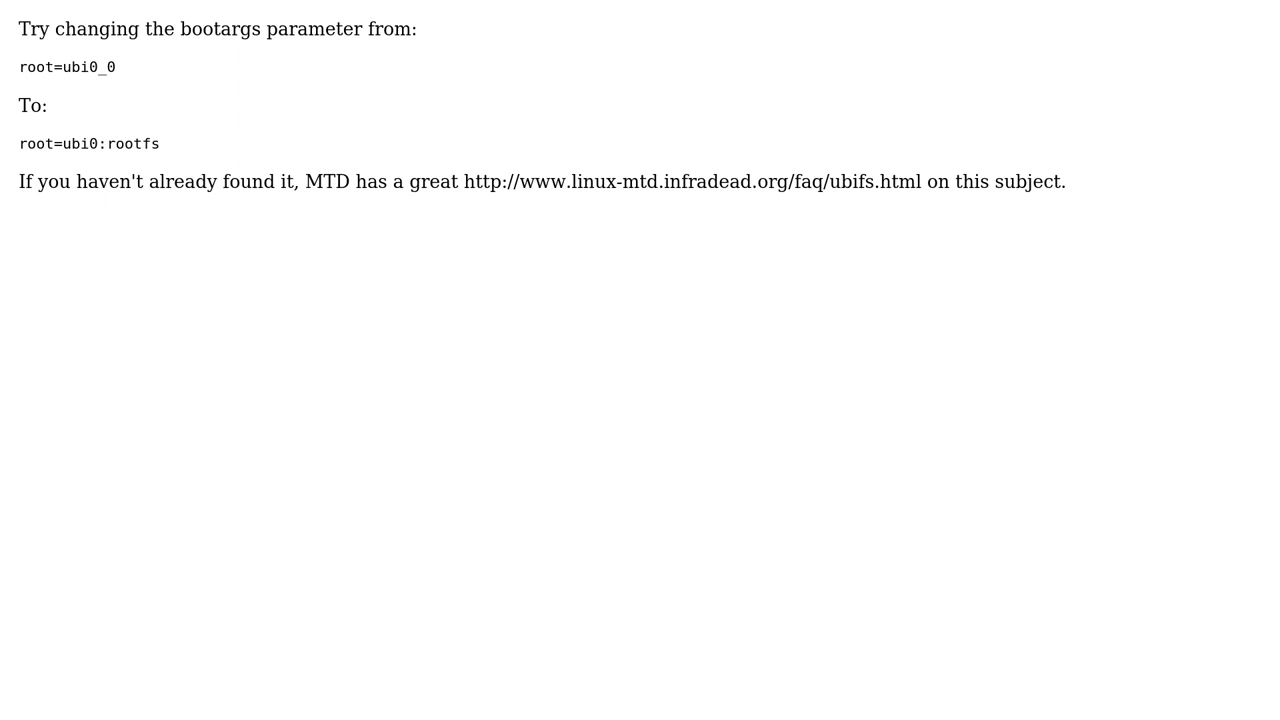 Try changing the bootargs parameter from:
root=ubi0_0
To:
root=ubi0:rootfs
If you haven't already found it, MTD has a great http://www.linux-mtd.infradead.org/faq/ubifs.html on this subject.